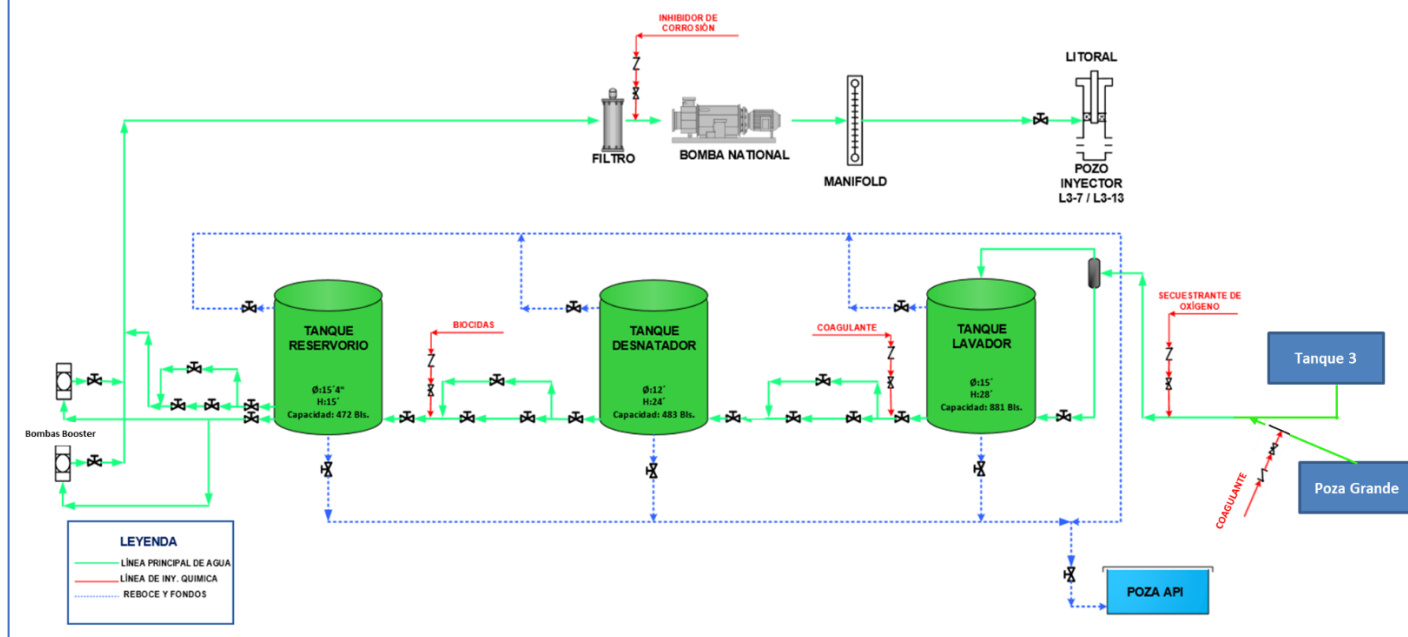 INHIBIDOR DE
CORROSIÓN
LITORAL
FILTRO
BOMBA NATIONAL
MANIFOLD
POZO
INYECTOR
L3-7 / L3-13
TANQUE
RESERVORIO
Ø:15´4"
H:15´
Capacidad: 472 Bls.
BIOCIDAS
TANQUE
DESNATADOR
Ø:12´
H:24´
Capacidad: 483 Bls.
COAGULANTE
TANQUE
LAVADOR
Ø:15´
H:28´
Capacidad: 881 Bls.
SECUESTRANTE DE
OXÍGENO
Tanque 3
Poza Grande
COAGULANTE
Bombas Booster
LEYENDA
LÍNEA PRINCIPAL DE AGUA
LÍNEA DE INY. QUIMICA
REBOCE Y FONDOS
POZA API